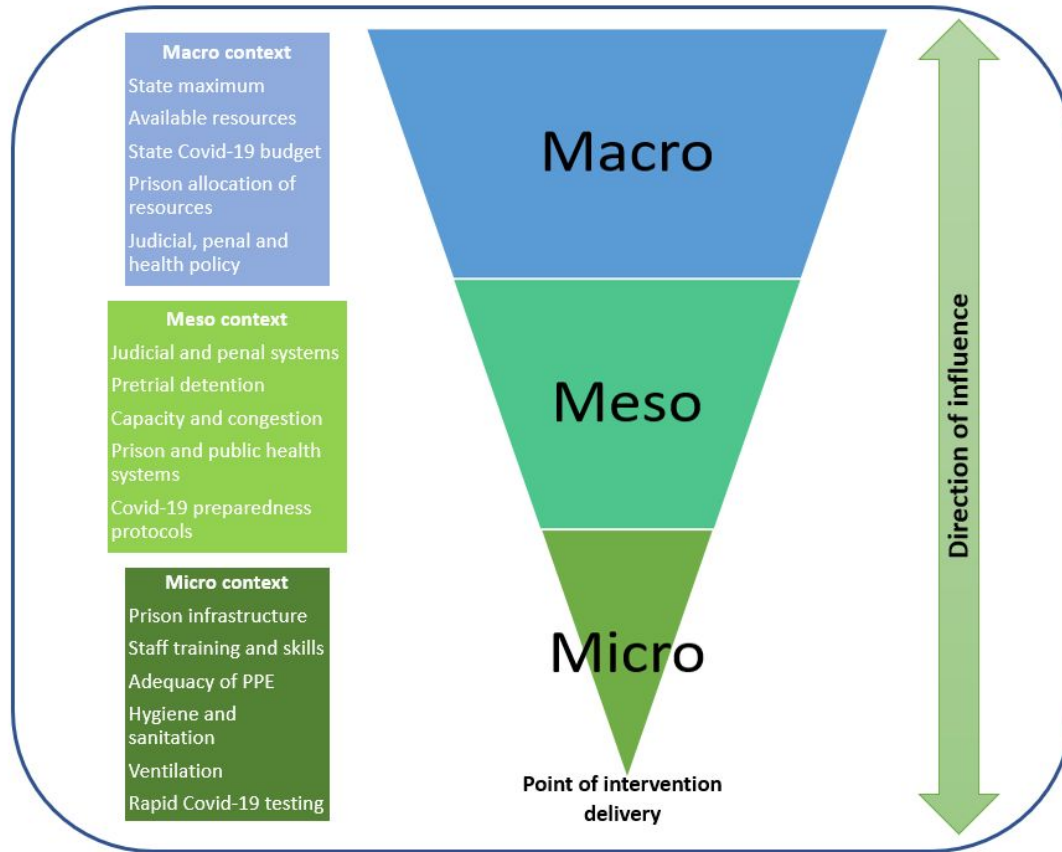 Macro context
State maximum
Available resources
State Covid-19 budget
Prison allocation of
resources
Judicial, penal and
health policy
Meso context
Judicial and penal systems
Pretrial detention
Capacity and congestion
Prison and public health
systems
Covid-19 preparedness
protocols
Micro context
Prison infrastructure
Staff training and skills
Adequacy of PPE
Hygiene and
sanitation
Ventilation
Rapid Covid-19 testing
Macro
Meso
Micro
Point of intervention
delivery
Direction of influence